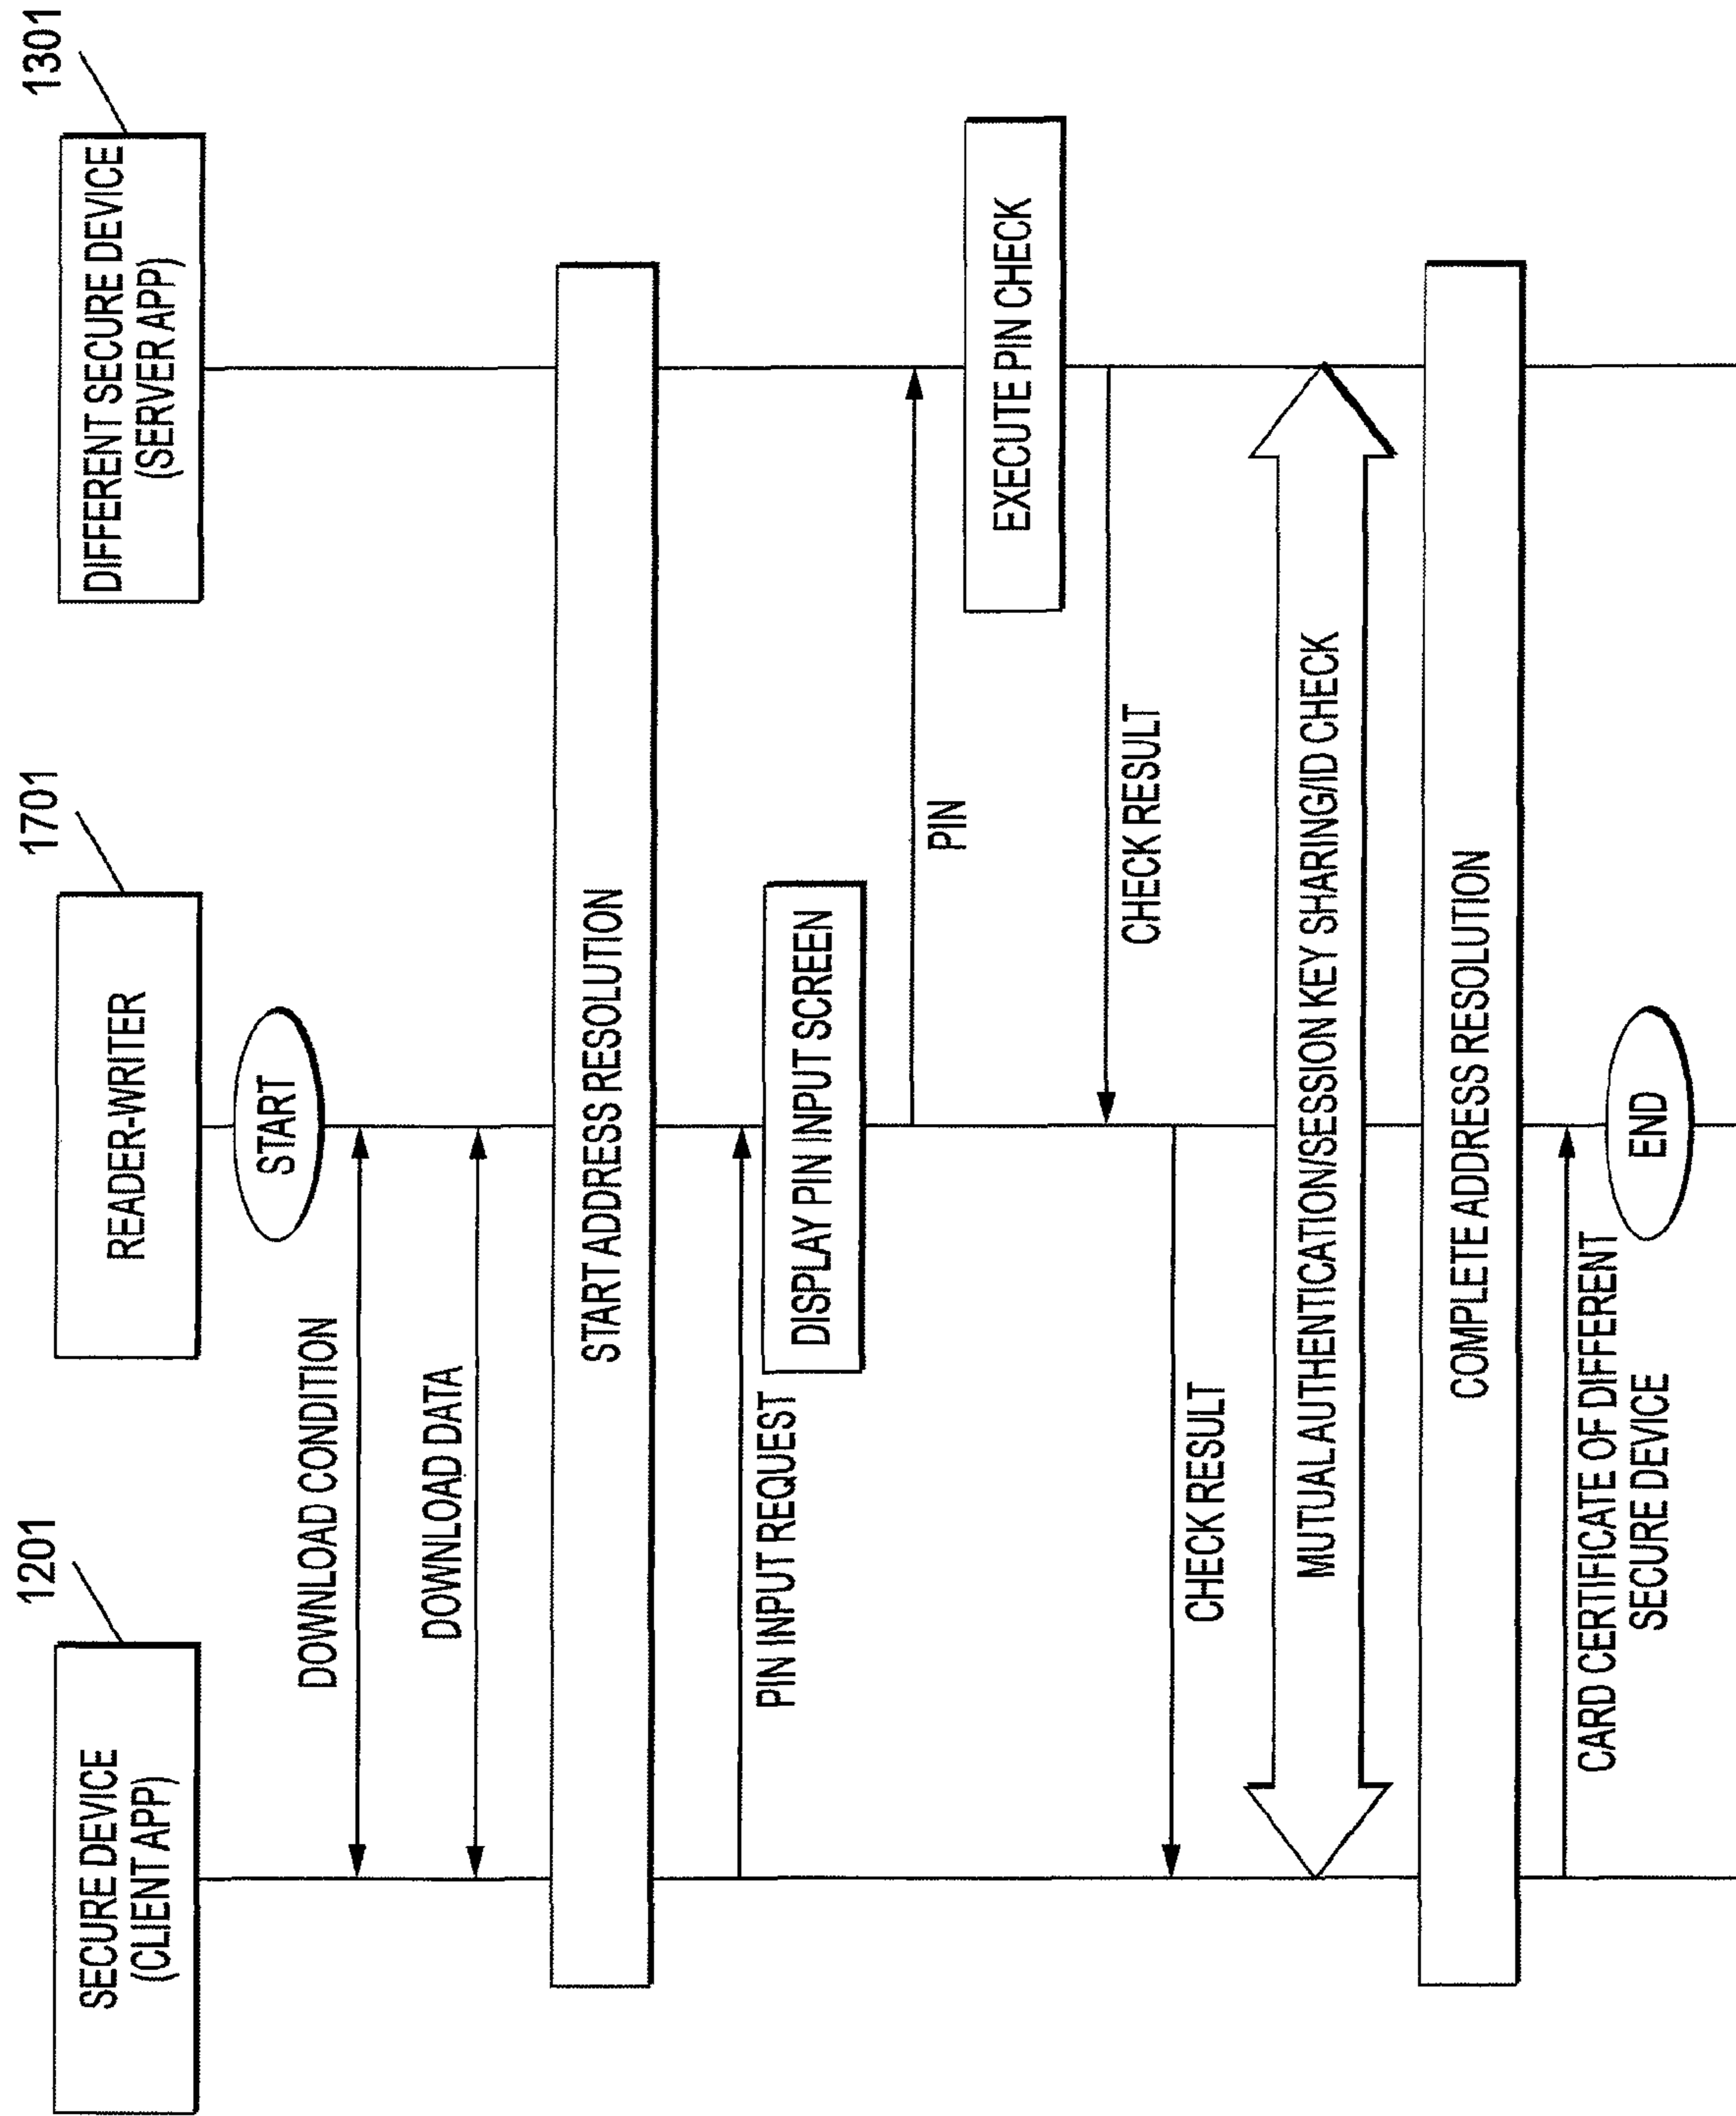 1201
1701
1301
SECURE DEVICE
(CLIENT APP)
READER-WRITER
DIFFERENT SECURE DEVICE
(SERVER APP)
START
DOWNLOAD CONDITION
DOWNLOAD DATA
START ADDRESS RESOLUTION
PIN INPUT REQUEST
DISPLAY PIN INPUT SCREEN
PIN
EXECUTE PIN CHECK
CHECK RESULT
CHECK RESULT
MUTUAL AUTHENTICATION/SESSION KEY SHARING/ID CHECK
COMPLETE ADDRESS RESOLUTION
CARD CERTIFICATE OF DIFFERENT
SECURE DEVICE
END